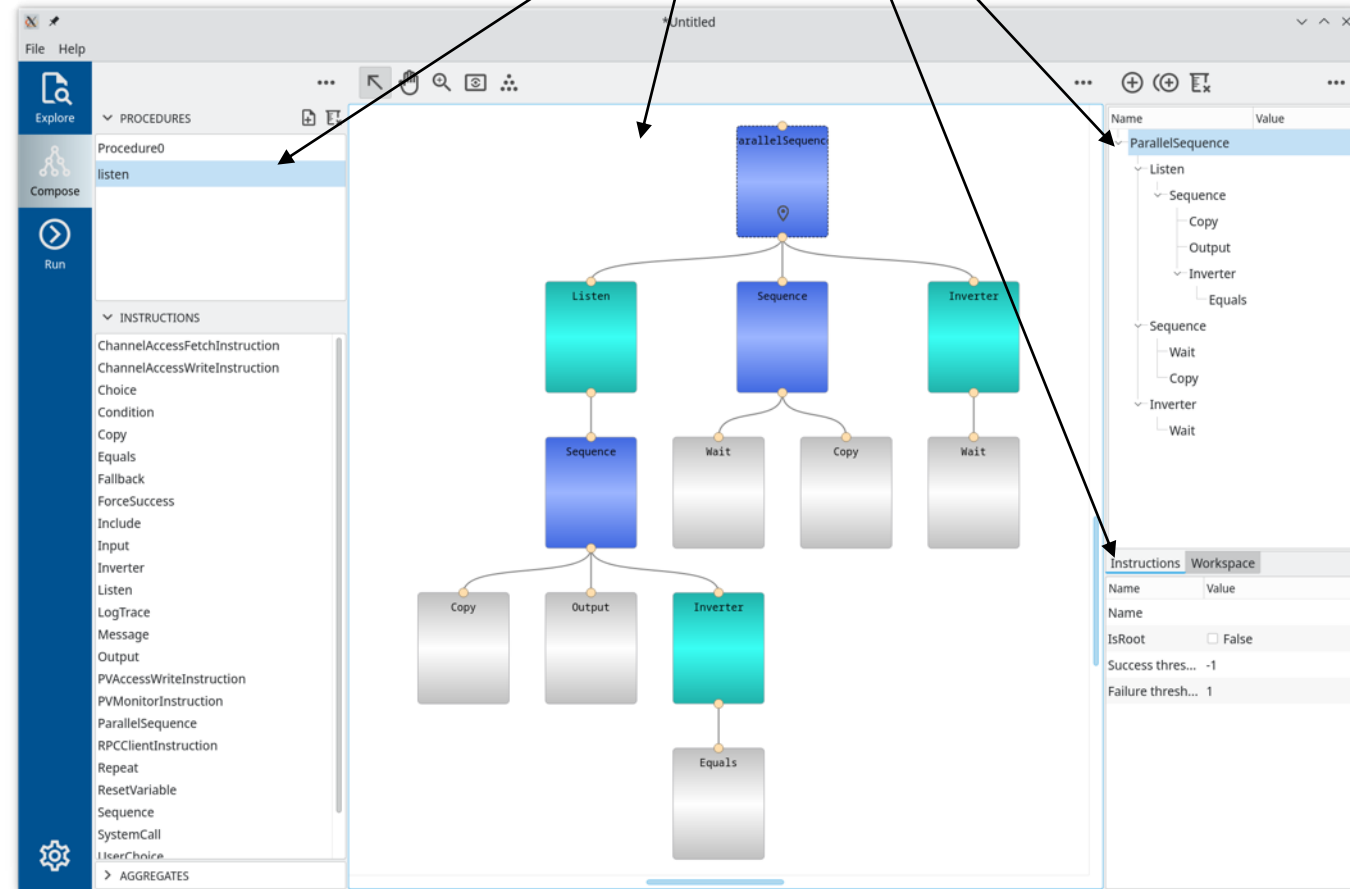 *Untitled
File Help
Explore
Compose
Run
PROCEDURES
Procedure0
listen
INSTRUCTIONS
ChannelAccessFetchInstruction
ChannelAccessWriteInstruction
Choice
Condition
Copy
Equals
Fallback
ForceSuccess
Include
Input
Inverter
Listen
LogTrace
Message
Output
PVAccessWriteInstruction
PVMonitorInstruction
ParallelSequence
RPCClientInstruction
Repeat
ResetVariable
Sequence
SystemCall
UserChoice
AGGREGATES
arallelSequenc
Listen
Sequence
Inverter
Sequence
Wait
Copy
Wait
Copy
Output
Inverter
Equals
Name Value
ParallelSequence
Listen
Sequence
Copy
Output
Inverter
Equals
Sequence
Wait
Copy
Inverter
Wait
Instructions Workspace
Name Value
Name
IsRoot False
Success thres... -1
Failure thresh... 1